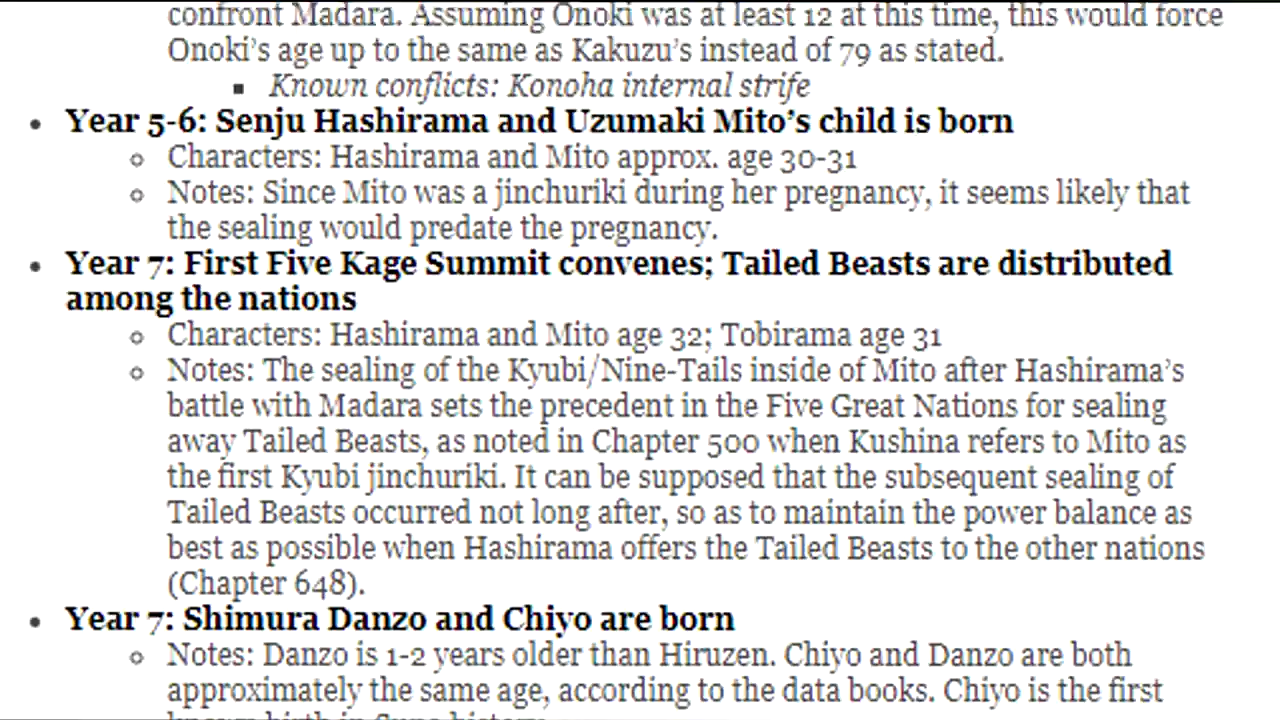 confront Madara. Assuming Onoki was at least 12 at this time, this would force
Onoki's age up to the same as Kakuzu's instead of 79 as stated.
▪ Known conflicts: Konoha internal strife
• Year 5-6: Senju Hashirama and Uzumaki Mito's child is born
◦ Characters: Hashirama and Mito approx. age 30-31
◦ Notes: Since Mito was a jinchuriki during her pregnancy, it seems likely that
the sealing would predate the pregnancy.
• Year 7: First Five Kage Summit convenes; Tailed Beasts are distributed
among the nations
◦ Characters: Hashirama and Mito age 32; Tobirama age 31
◦ Notes: The sealing of the Kyubi/Nine-Tails inside of Mito after Hashirama's
battle with Madara sets the precedent in the Five Great Nations for sealing
away Tailed Beasts, as noted in Chapter 500 when Kushina refers to Mito as
the first Kyubi jinchuriki. It can be supposed that the subsequent sealing of
Tailed Beasts occurred not long after, so as to maintain the power balance as
best as possible when Hashirama offers the Tailed Beasts to the other nations
(Chapter 648).
• Year 7: Shimura Danzo and Chiyo are born
◦ Notes: Danzo is 1-2 years older than Hiruzen. Chiyo and Danzo are both
approximately the same age, according to the data books. Chiyo is the first
known birth in Suna history.